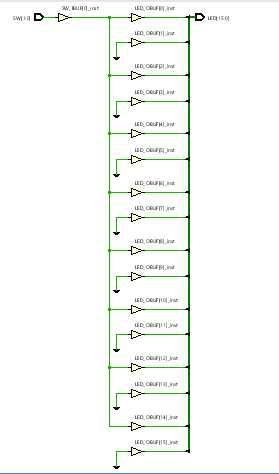 SW_IBUF[0]_inst
LED_OBUF[0]_inst
SW[1:0]
LED[15:0]
LED_OBUF[1]_inst
LED_OBUF[2]_inst
LED_OBUF[3]_inst
LED_OBUF[4]_inst
LED_OBUF[5]_inst
LED_OBUF[6]_inst
LED_OBUF[7]_inst
LED_OBUF[8]_inst
LED_OBUF[9]_inst
LED_OBUF[10]_inst
LED_OBUF[11]_inst
LED_OBUF[12]_inst
LED_OBUF[13]_inst
LED_OBUF[14]_inst
LED_OBUF[15]_inst